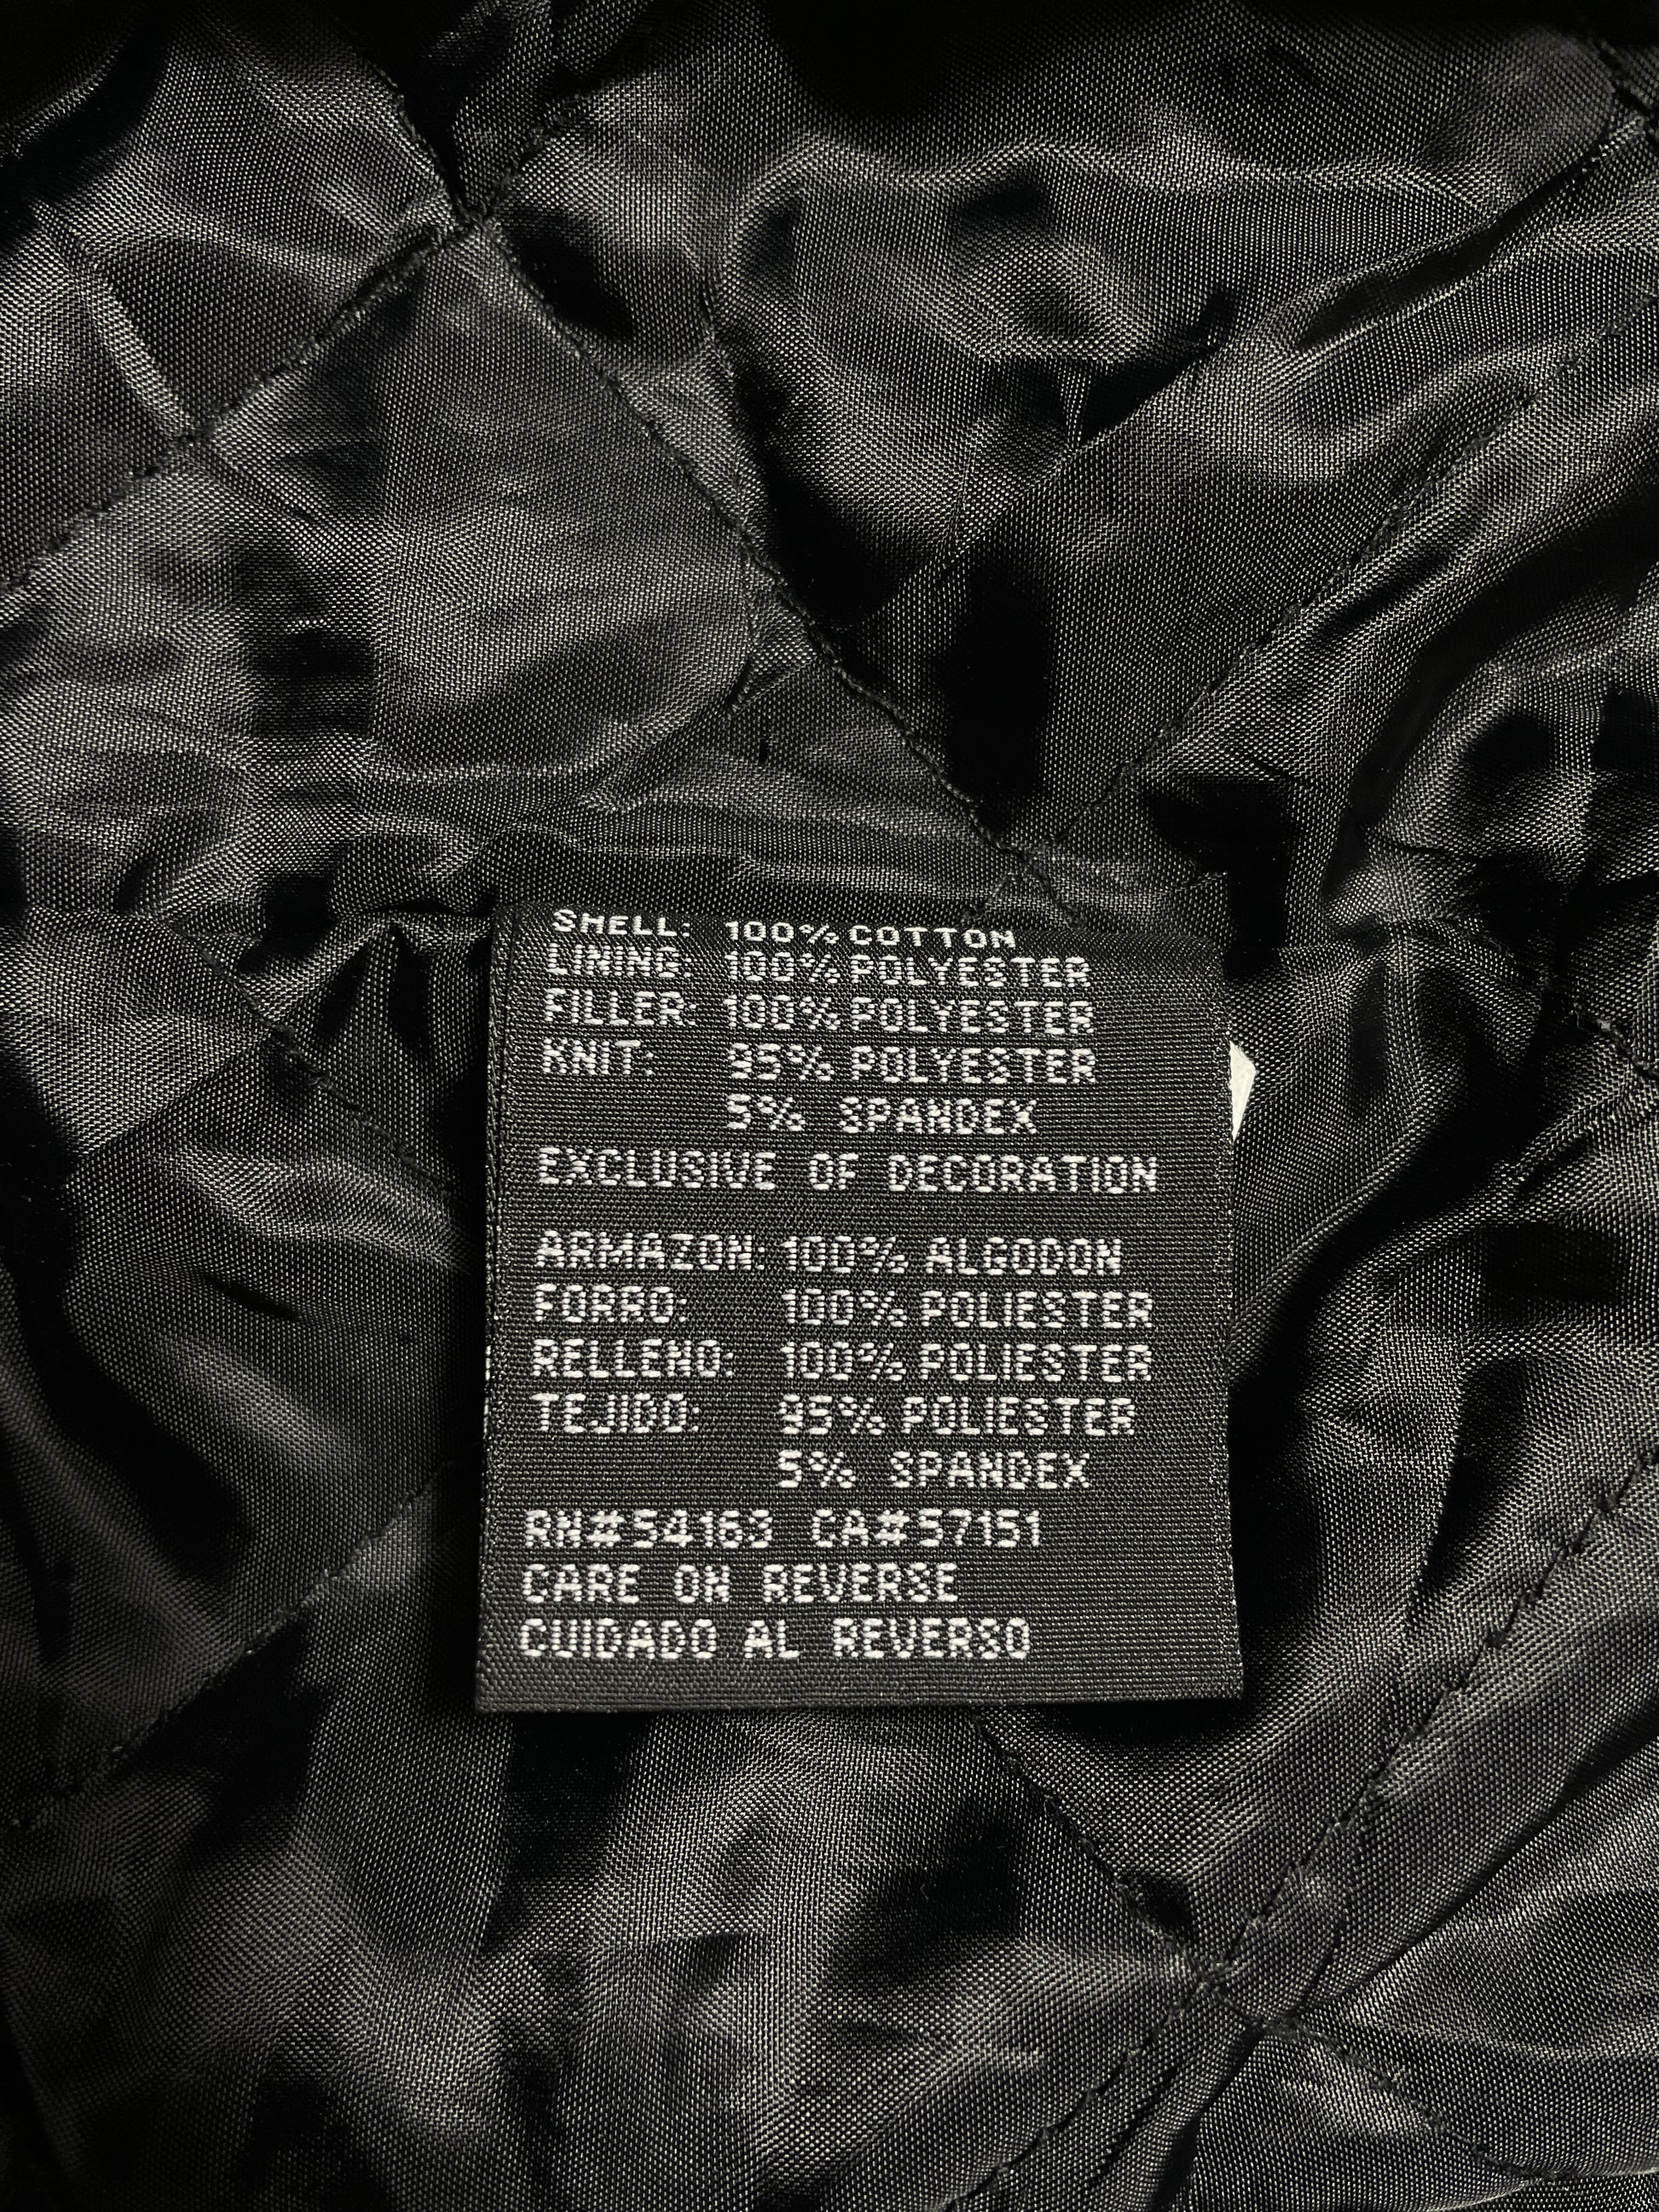 SHELL: 100% COTTON
LINING: 100% POLYESTER
FILLER: 100% POLYESTER
KNIT: 95% POLYESTER
5% SPANDEX
EXCLUSIVE OF DECORATION
ARMAZON: 100% ALGODON
FORRO: 100% POLIESTER
RELLENO: 100% POLIESTER
TEJIDO: 95% POLIESTER
5% SPANDEX
RN#54163 CA#57151
CARE ON REVERSE
CUIDADO AL REVERSO